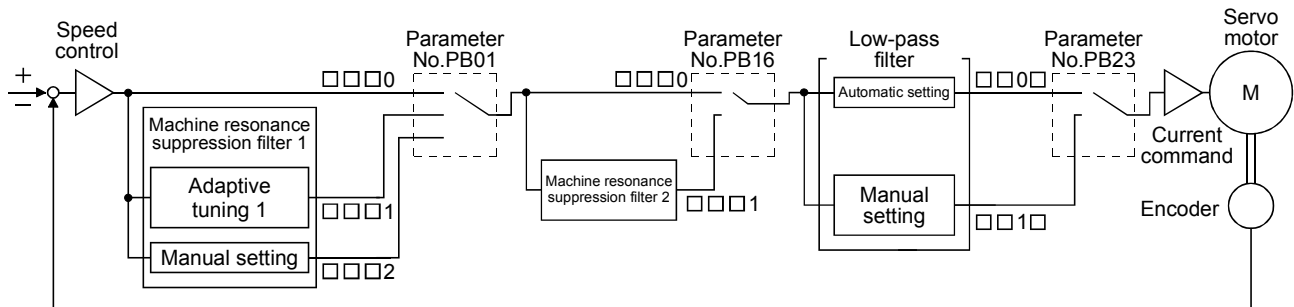 Speed
control
Parameter
No.PB01
Parameter
No.PB16
Low-pass
filter
Parameter
No.PB23
Servo
motor
+
−
□□□0
□□□0
Automatic setting
□□0□
M
Machine resonance
suppression filter 1
Adaptive
tuning 1
□□□1
Manual setting
□□□2
Machine resonance
suppression filter 2
□□□1
Manual
setting
□□1□
Current
command
Encoder